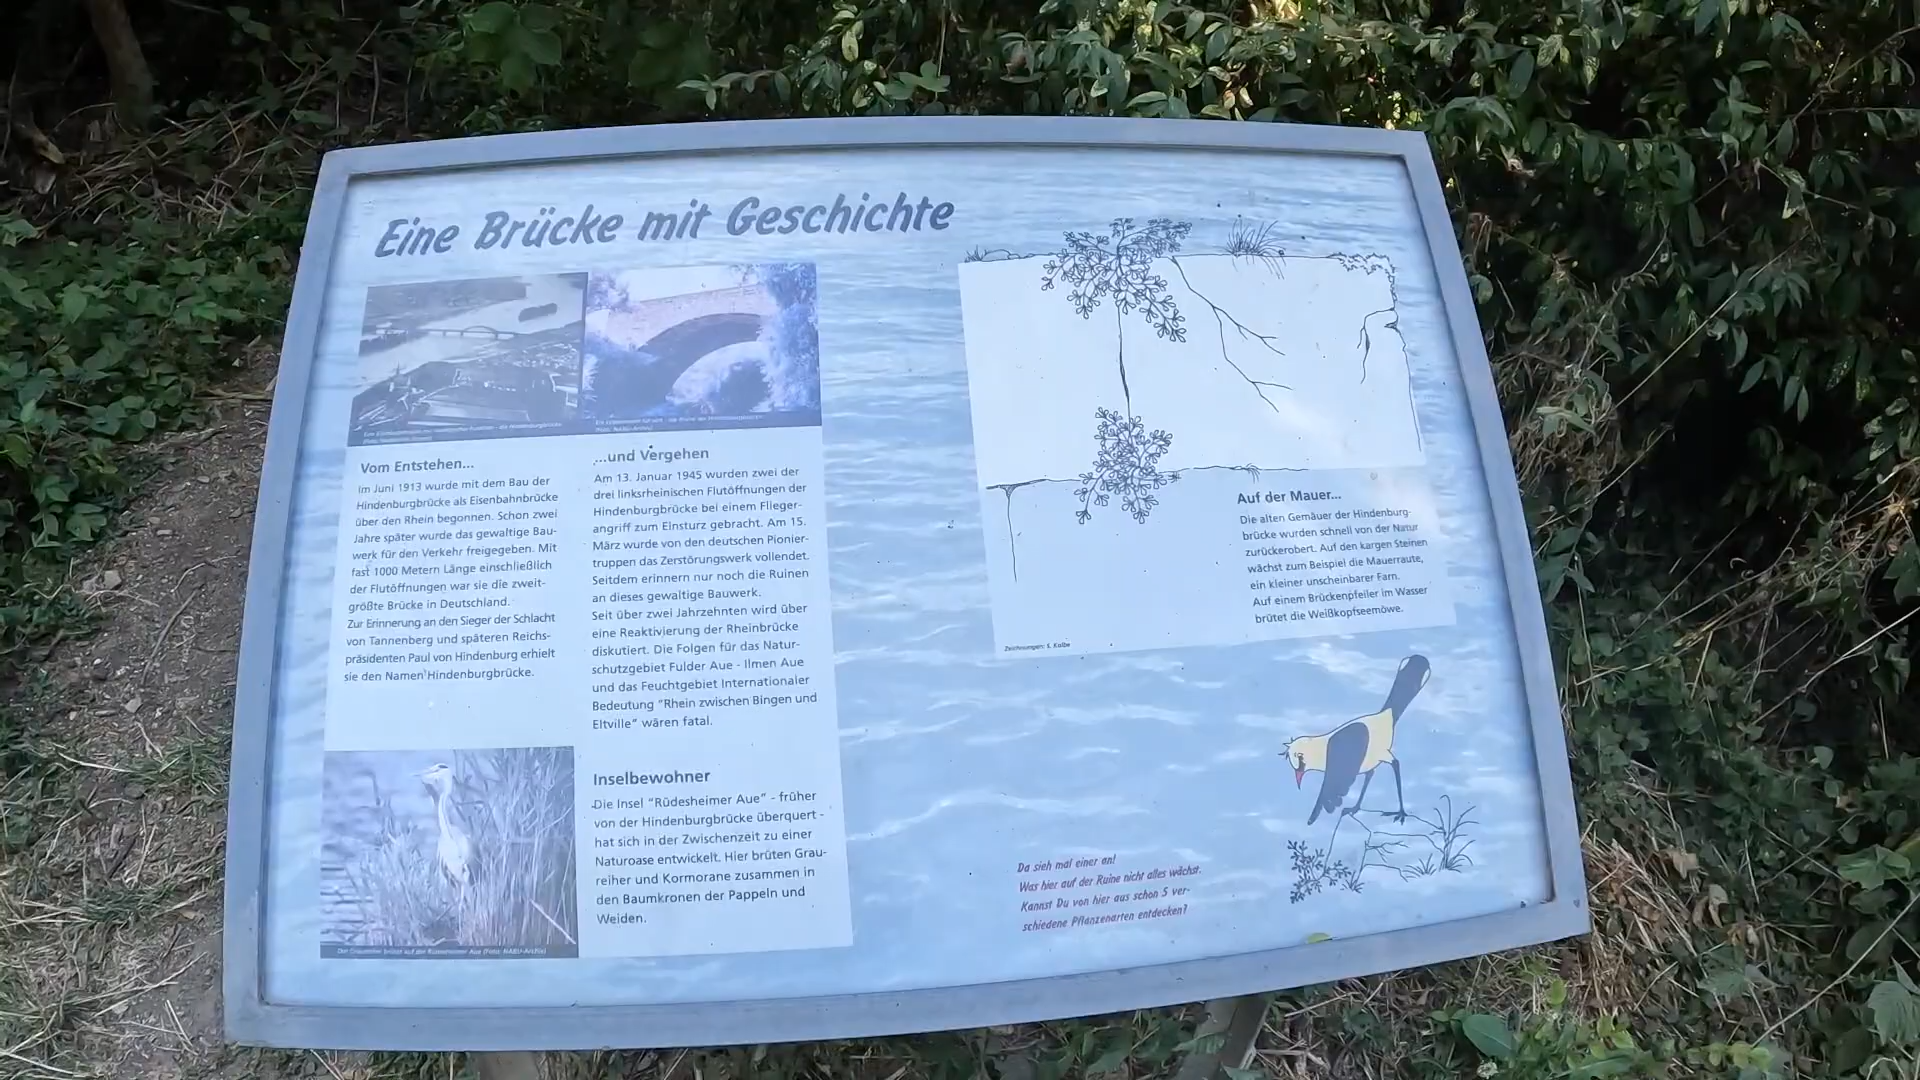 Eine Brücke mit Geschichte
Vom Entstehen...
Im Juni 1913 wurde mit dem Bau der
Hindenburgbrücke als Eisenbahnbrücke
über den Rhein begonnen. Schon zwei
Jahre später wurde das gewaltige Bau-
werk für den Verkehr freigegeben. Mit
fast 1000 Metern Länge einschließlich
der Flutöffnungen war sie die zweit-
größte Brücke in Deutschland.
Zur Erinnerung an den Sieger der Schlacht
von Tannenberg und späteren Reichs-
präsidenten Paul von Hindenburg erhielt
sie den Namen Hindenburgbrücke.
...und Vergehen
Am 13. Januar 1945 wurden zwei der
drei linksrheinischen Flutöffnungen der
Hindenburgbrücke bei einem Flieger-
angriff zum Einsturz gebracht. Am 15.
März wurde von den deutschen Pionier-
truppen das Zerstörungswerk vollendet.
Seitdem erinnern nur noch die Ruinen
an dieses gewaltige Bauwerk.
Seit über zwei Jahrzehnten wird über
eine Reaktivierung der Rheinbrücke
diskutiert. Die Folgen für das Natur-
schutzgebiet Fulder Aue - Ilmen Aue
und das Feuchtgebiet Internationaler
Bedeutung "Rhein zwischen Bingen und
Eltville" wären fatal.
Inselbewohner
Die Insel "Rüdesheimer Aue" - früher
von der Hindenburgbrücke überquert -
hat sich in der Zwischenzeit zu einer
Naturoase entwickelt. Hier brüten Grau-
reiher und Kormorane zusammen in
den Baumkronen der Pappeln und
Weiden.
Der Graureiher brütet auf der Rüdesheimer Aue (Foto: NABU-Archiv)
Auf der Mauer...
Die alten Gemäuer der Hindenburg-
brücke wurden schnell von der Natur
zurückerobert. Auf den kargen Steinen
wächst zum Beispiel die Mauerraute,
ein kleiner unscheinbarer Farn.
Auf einem Brückenpfeiler im Wasser
brütet die Weißkopfseemöwe.
Zeichnungen: S. Kolbe
Da sieh mal einer an!
Was hier auf der Ruine nicht alles wächst.
Kannst Du von hier aus schon 5 ver-
schiedene Pflanzenarten entdecken?